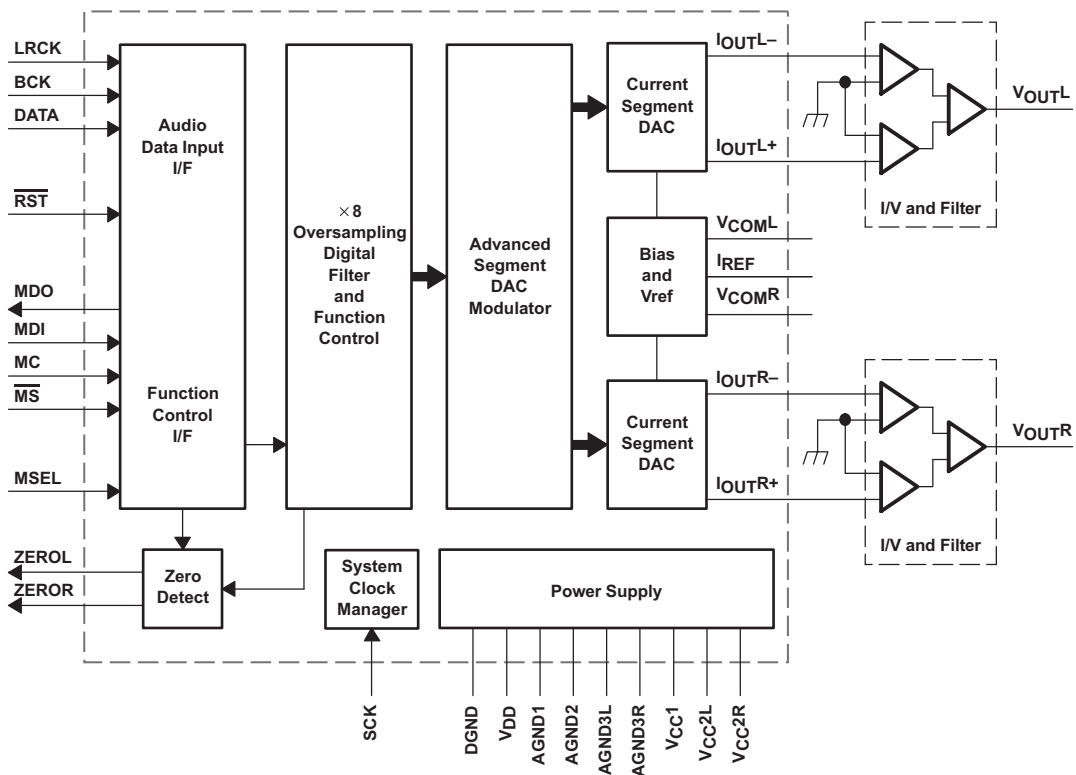 LRCK
BCK
DATA
RST
MDO
MDI
MC
MS
MSEL
ZEROL
ZEROR
Audio
Data Input
I/F
Function
Control
I/F
×8
Oversampling
Digital
Filter
and
Function
Control
Advanced
Segment
DAC
Modulator
Current
Segment
DAC
Bias
and
Vref
Current
Segment
DAC
IOUTL–
IOUTL+
VCOML
IREF
VCOMR
IOUTR–
IOUTR+
VOUTL
I/V and Filter
VOUTR
I/V and Filter
Zero
Detect
System
Clock
Manager
Power Supply
SCK
DGND
VDD
AGND1
AGND2
AGND3L
AGND3R
VCC1
VCC2L
VCC2R